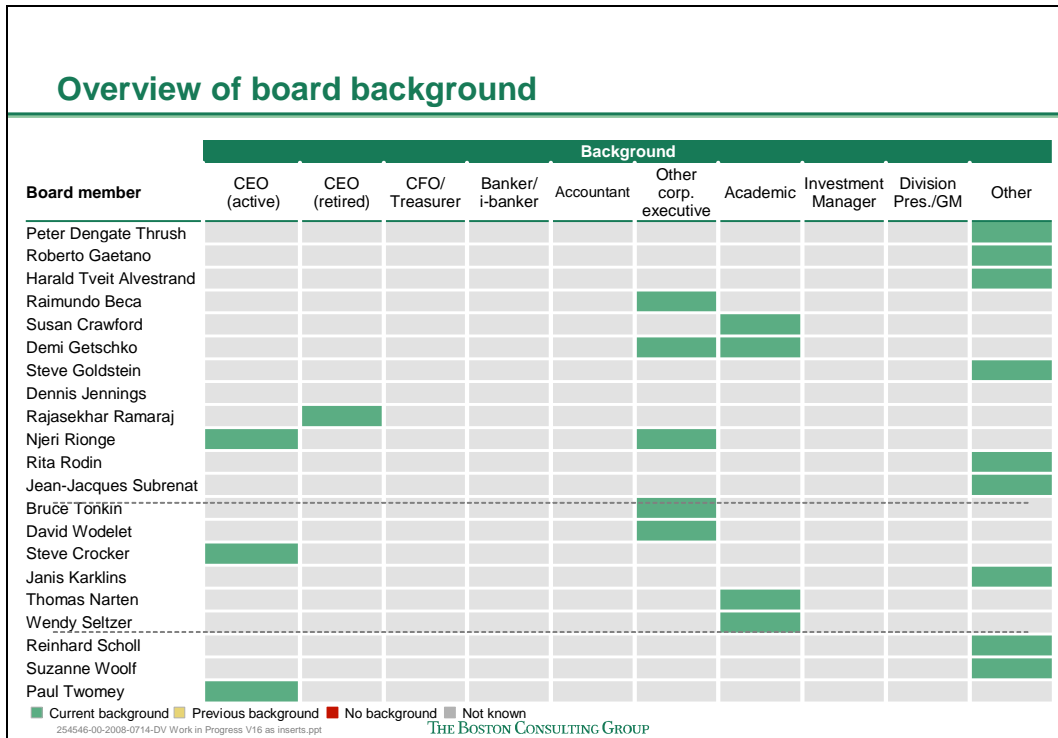 Overview of board background
Background
Board member
CEO (active)
CEO (retired)
CFO/ Treasurer
Banker/ i-banker
Accountant
Other corp. executive
Academic
Investment Manager
Division Pres./GM
Other
Peter Dengate Thrush
Roberto Gaetano
Harald Tveit Alvestrand
Raimundo Beca
Susan Crawford
Demi Getschko
Steve Goldstein
Dennis Jennings
Rajasekhar Ramaraj
Njeri Rionge
Rita Rodin
Jean-Jacques Subrenat
Bruce Tonkin
David Wodelet
Steve Crocker
Janis Karklins
Thomas Narten
Wendy Seltzer
Reinhard Scholl
Suzanne Woolf
Paul Twomey
Current background Previous background No background Not known
254546-00-2008-0714-DV Work in Progress V16 as inserts.ppt
THE BOSTON CONSULTING GROUP